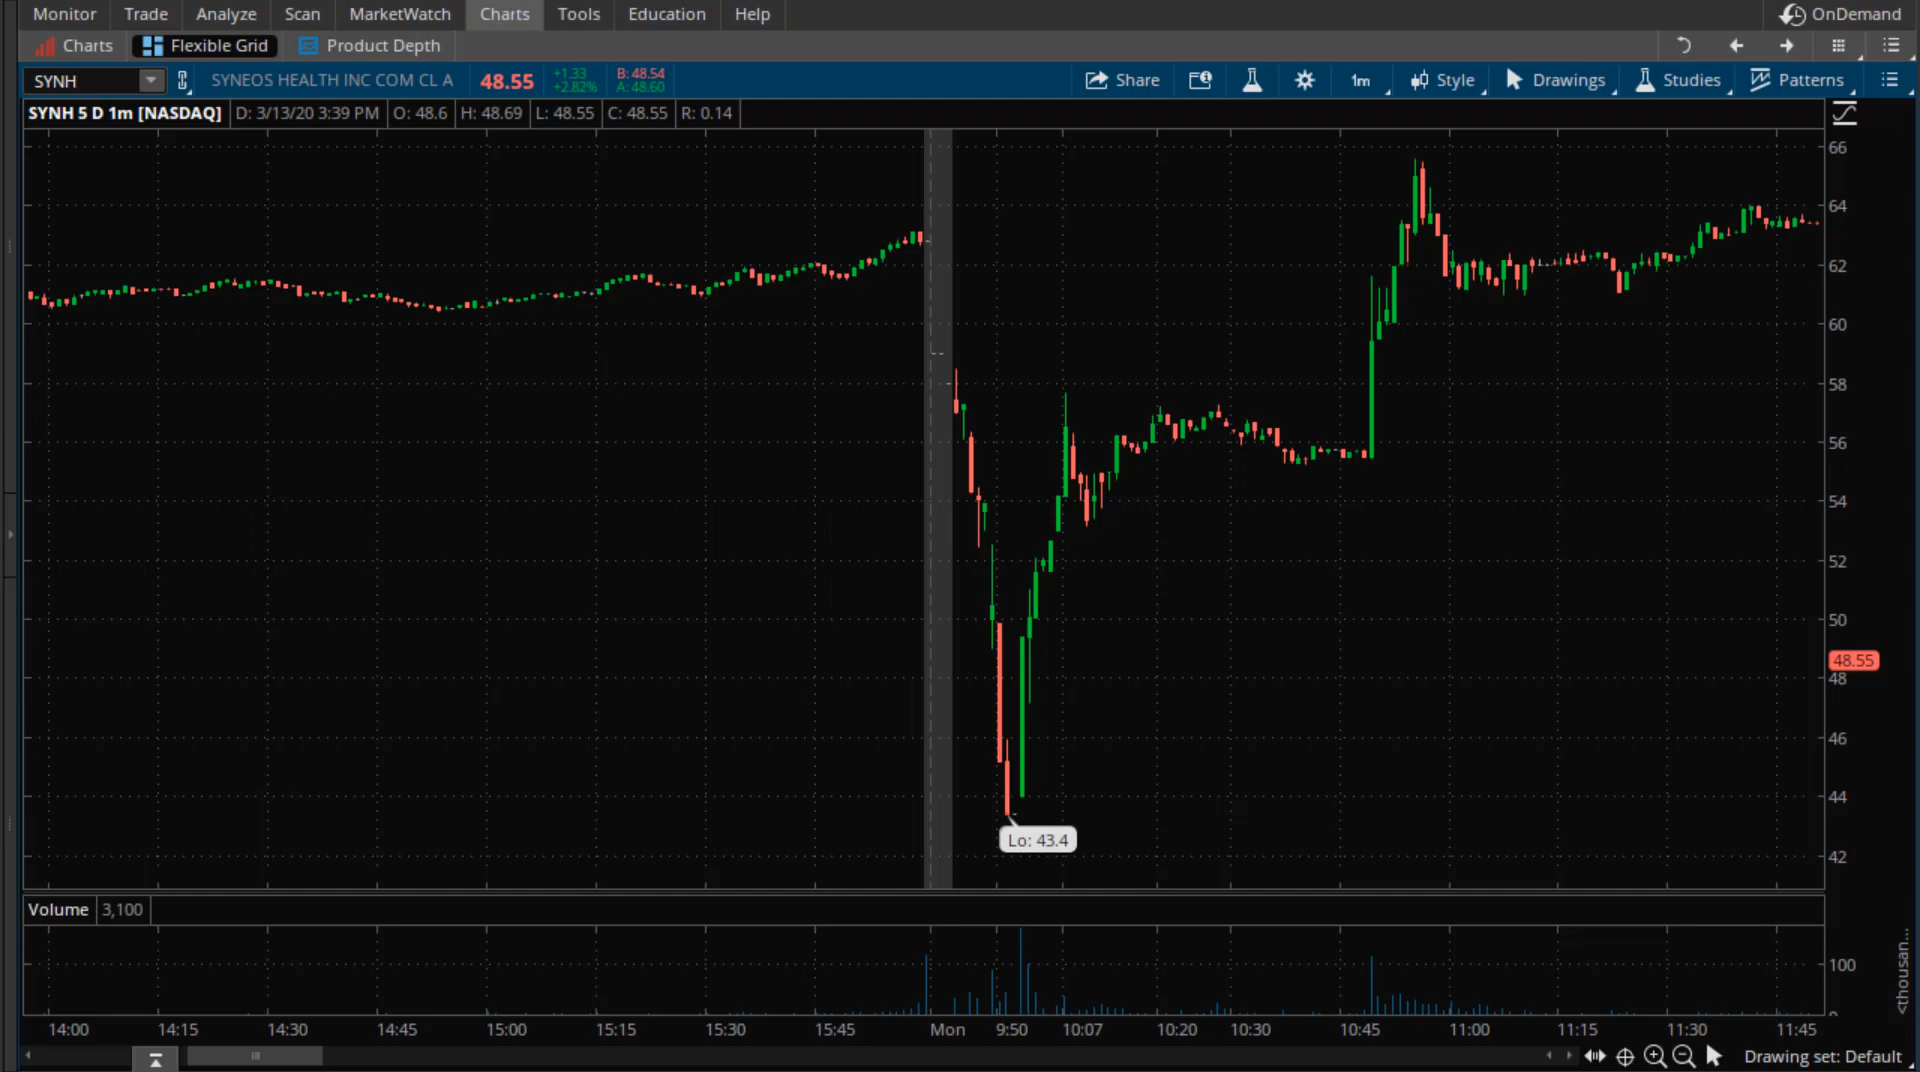 Monitor Trade Analyze Scan MarketWatch Charts Tools Education Help OnDemand
Charts Flexible Grid Product Depth
SYNH SYNEOS HEALTH INC COM CL A 48.55 +1.33 B: 48.54 Share 1m Style Drawings Studies Patterns
+2.82% A: 48.60
SYNH 5 D 1m [NASDAQ] D: 3/13/20 3:39 PM O: 48.6 H: 48.69 L: 48.55 C: 48.55 R: 0.14
66
64
62
60
58
56
54
52
50
48.55
48
46
44
Lo: 43.4
42
Volume 3,100
100
0
<thousan...
14:00 14:15 14:30 14:45 15:00 15:15 15:30 15:45 Mon 9:50 10:07 10:20 10:30 10:45 11:00 11:15 11:30 11:45
Drawing set: Default